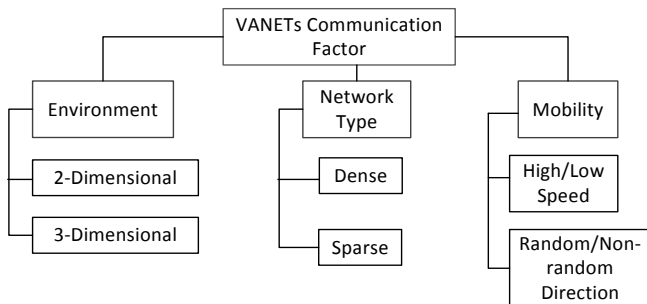 VANETs Communication
Factor
Environment
2-Dimensional
3-Dimensional
Network
Type
Dense
Sparse
Mobility
High/Low
Speed
Random/Non-
random
Direction